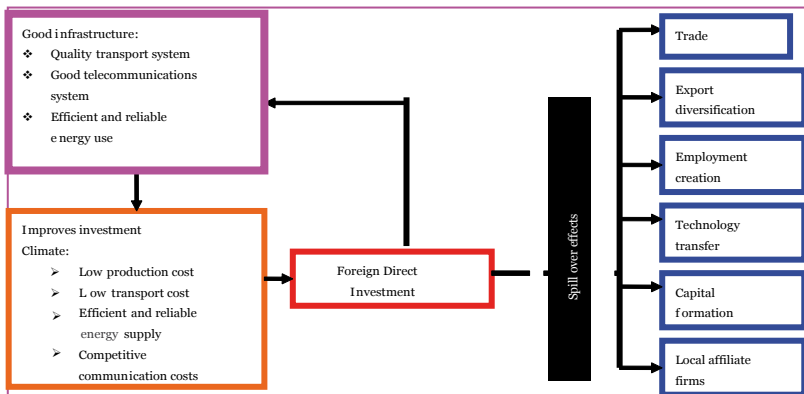 Good infrastructure:
❖ Quality transport system
❖ Good telecommunications
system
❖ Efficient and reliable
energy use
Improves investment
Climate:
➢ Low production cost
➢ Low transport cost
➢ Efficient and reliable
energy supply
➢ Competitive
communication costs
Foreign Direct
Investment
Spill over effects
Trade
Export
diversification
Employment
creation
Technology
transfer
Capital
formation
Local affiliate
firms